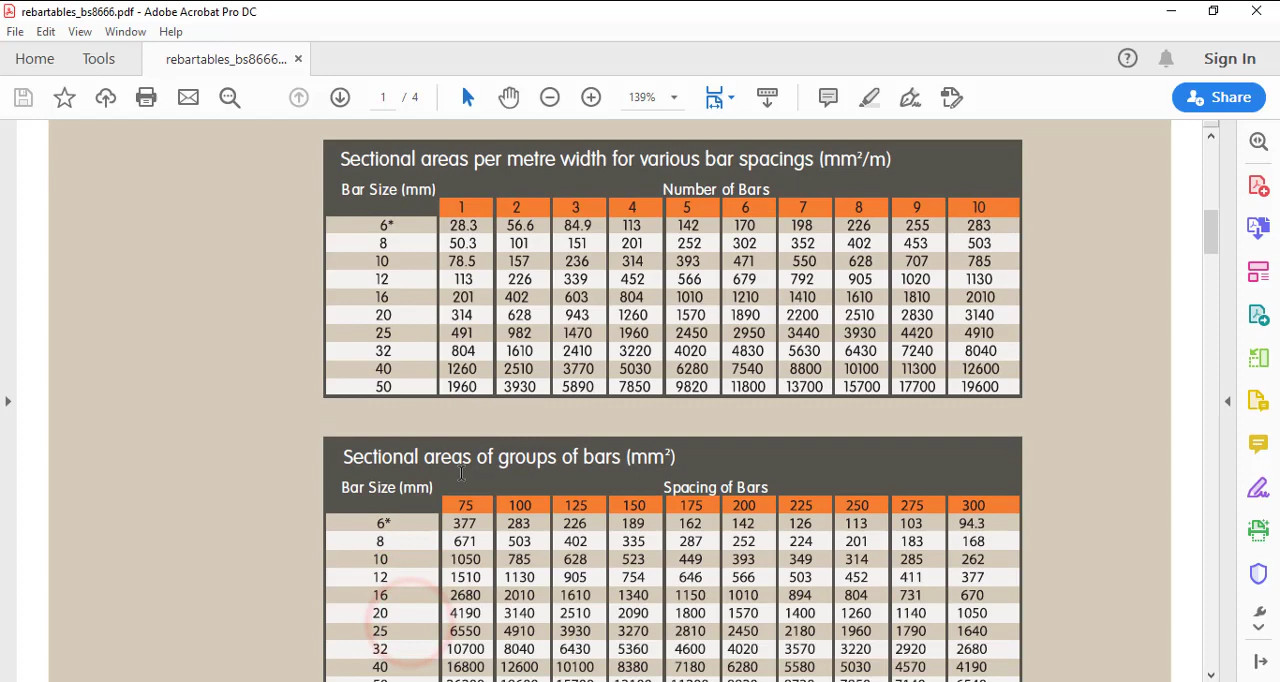 rebartables_bs8666.pdf - Adobe Acrobat Pro DC
File Edit View Window Help
Home Tools rebartables_bs8666... × Sign In
1 / 4 139% Share
Sectional areas per metre width for various bar spacings (mm²/m)
Bar Size (mm) Number of Bars
1 2 3 4 5 6 7 8 9 10
6* 28.3 56.6 84.9 113 142 170 198 226 255 283
8 50.3 101 151 201 252 302 352 402 453 503
10 78.5 157 236 314 393 471 550 628 707 785
12 113 226 339 452 566 679 792 905 1020 1130
16 201 402 603 804 1010 1210 1410 1610 1810 2010
20 314 628 943 1260 1570 1890 2200 2510 2830 3140
25 491 982 1470 1960 2450 2950 3440 3930 4420 4910
32 804 1610 2410 3220 4020 4830 5630 6430 7240 8040
40 1260 2510 3770 5030 6280 7540 8800 10100 11300 12600
50 1960 3930 5890 7850 9820 11800 13700 15700 17700 19600
Sectional areas of groups of bars (mm²)
Bar Size (mm) Spacing of Bars
75 100 125 150 175 200 225 250 275 300
6* 377 283 226 189 162 142 126 113 103 94.3
8 671 503 402 335 287 252 224 201 183 168
10 1050 785 628 523 449 393 349 314 285 262
12 1510 1130 905 754 646 566 503 452 411 377
16 2680 2010 1610 1340 1150 1010 894 804 731 670
20 4190 3140 2510 2090 1800 1570 1400 1260 1140 1050
25 6550 4910 3930 3270 2810 2450 2180 1960 1790 1640
32 10700 8040 6430 5360 4600 4020 3570 3220 2920 2680
40 16800 12600 10100 8380 7180 6280 5580 5030 4570 4190